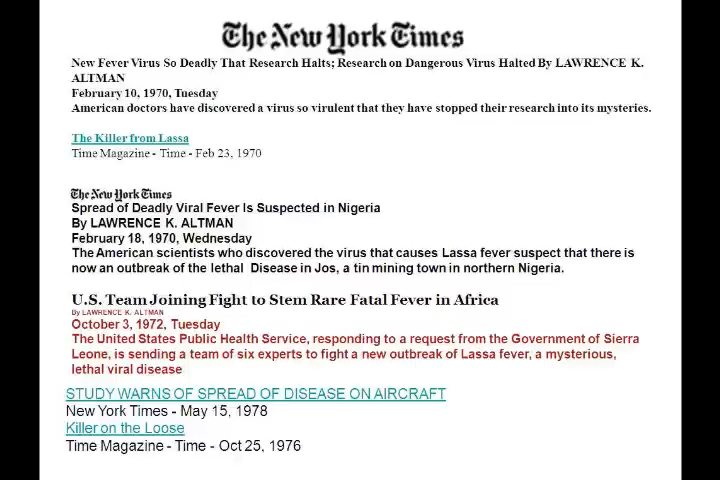 The New York Times
New Fever Virus So Deadly That Research Halts; Research on Dangerous Virus Halted By LAWRENCE K.
ALTMAN
February 10, 1970, Tuesday
American doctors have discovered a virus so virulent that they have stopped their research into its mysteries.
The Killer from Lassa
Time Magazine - Time - Feb 23, 1970
The New York Times
Spread of Deadly Viral Fever Is Suspected in Nigeria
By LAWRENCE K. ALTMAN
February 18, 1970, Wednesday
The American scientists who discovered the virus that causes Lassa fever suspect that there is
now an outbreak of the lethal Disease in Jos, a tin mining town in northern Nigeria.
U.S. Team Joining Fight to Stem Rare Fatal Fever in Africa
By LAWRENCE K. ALTMAN
October 3, 1972, Tuesday
The United States Public Health Service, responding to a request from the Government of Sierra
Leone, is sending a team of six experts to fight a new outbreak of Lassa fever, a mysterious,
lethal viral disease
STUDY WARNS OF SPREAD OF DISEASE ON AIRCRAFT
New York Times - May 15, 1978
Killer on the Loose
Time Magazine - Time - Oct 25, 1976